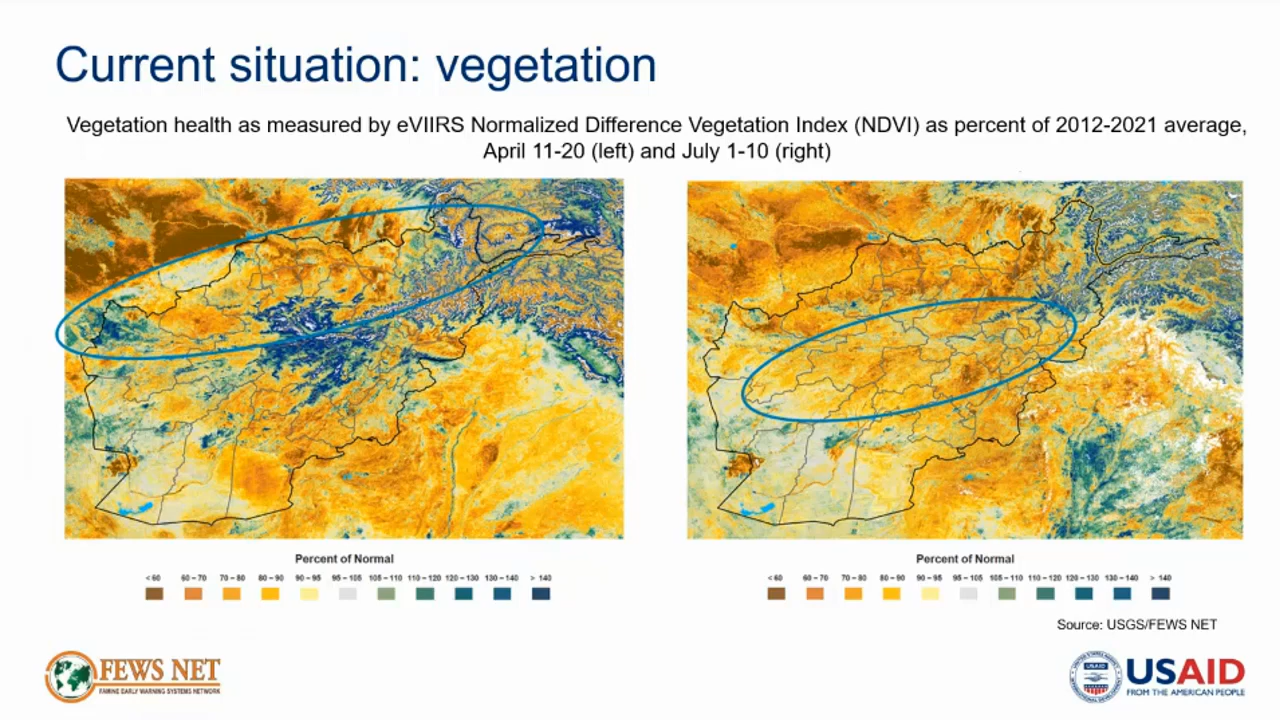 Current situation: vegetation
Vegetation health as measured by eVIIRS Normalized Difference Vegetation Index (NDVI) as percent of 2012-2021 average,
April 11-20 (left) and July 1-10 (right)
Percent of Normal
< 60 60 – 70 70 – 80 80 – 90 90 – 95 95 – 105 105 – 110 110 – 120 120 – 130 130 – 140 > 140
Percent of Normal
< 60 60 – 70 70 – 80 80 – 90 90 – 95 95 – 105 105 – 110 110 – 120 120 – 130 130 – 140 > 140
Source: USGS/FEWS NET
FEWS NET
FAMINE EARLY WARNING SYSTEMS NETWORK
USAID
USAID
FROM THE AMERICAN PEOPLE